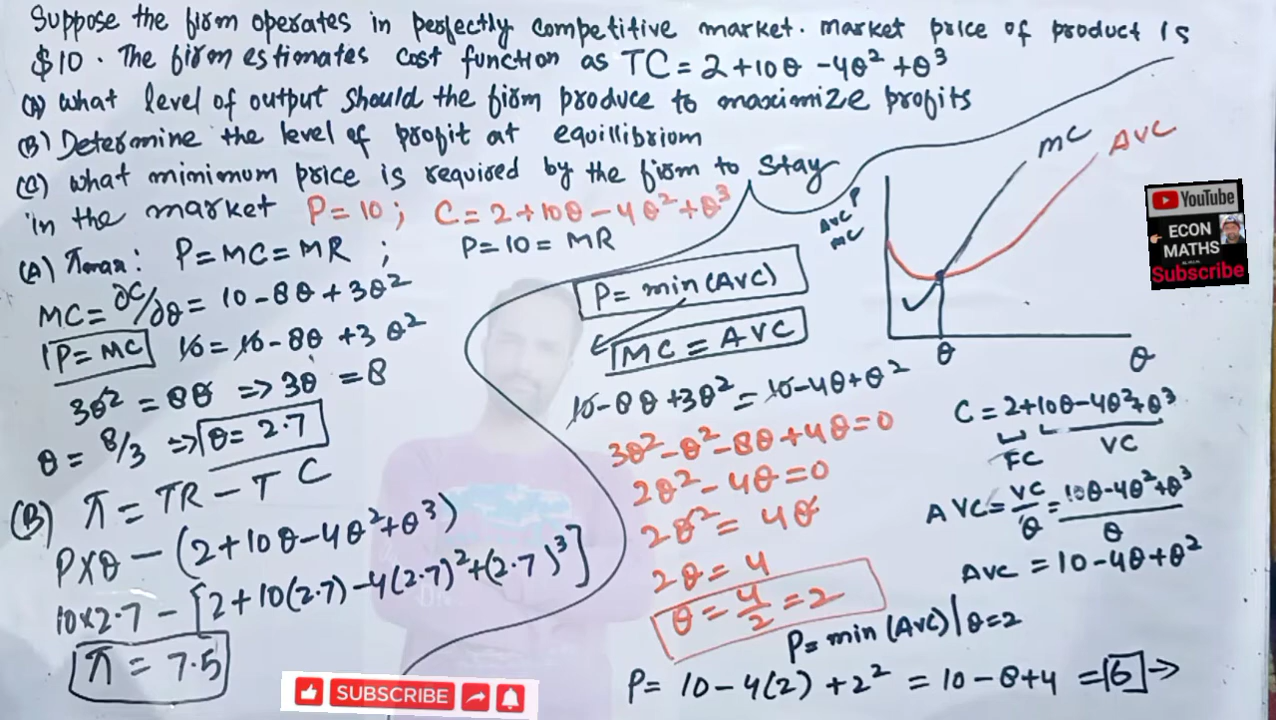 Suppose the firm operates in perfectly competitive market. market price of product is
$10. The firm estimates cost function as TC = 2+10θ -4θ² +θ³
(A) what level of output should the firm produce to maximize profits
(B) Determine the level of profit at equillibriom
(C) what minimum price is required by the firm to stay
in the market P=10; C=2+10θ-4θ²+θ³
(A) πmax: P=MC=MR ; P=10=MR
MC=∂C/∂θ=10-8θ+3θ²
P=MC 10=10-8θ+3θ²
3θ²=8θ => 3θ=8
θ=8/3 => θ=2.7
(B) π=TR-TC
P×θ-(2+10θ-4θ²+θ³)
10×2.7-[2+10(2.7)-4(2.7)²+(2.7)³]
π=7.5
P=min(AVC)
MC=AVC
10-8θ+3θ²=10-4θ+θ²
3θ²-θ²-8θ+4θ=0
2θ²-4θ=0
2θ²=4θ
2θ=4
θ=4/2=2
P=min(AVC)|θ=2
P=10-4(2)+2²=10-8+4=6→
P
AVC
MC
MC
AVC
θ
θ
C=2+10θ-4θ²+θ³
FC VC
AVC=VC/θ=10θ-4θ²+θ³/θ
AVC=10-4θ+θ²
YouTube
ECON
MATHS
Subscribe
SUBSCRIBE